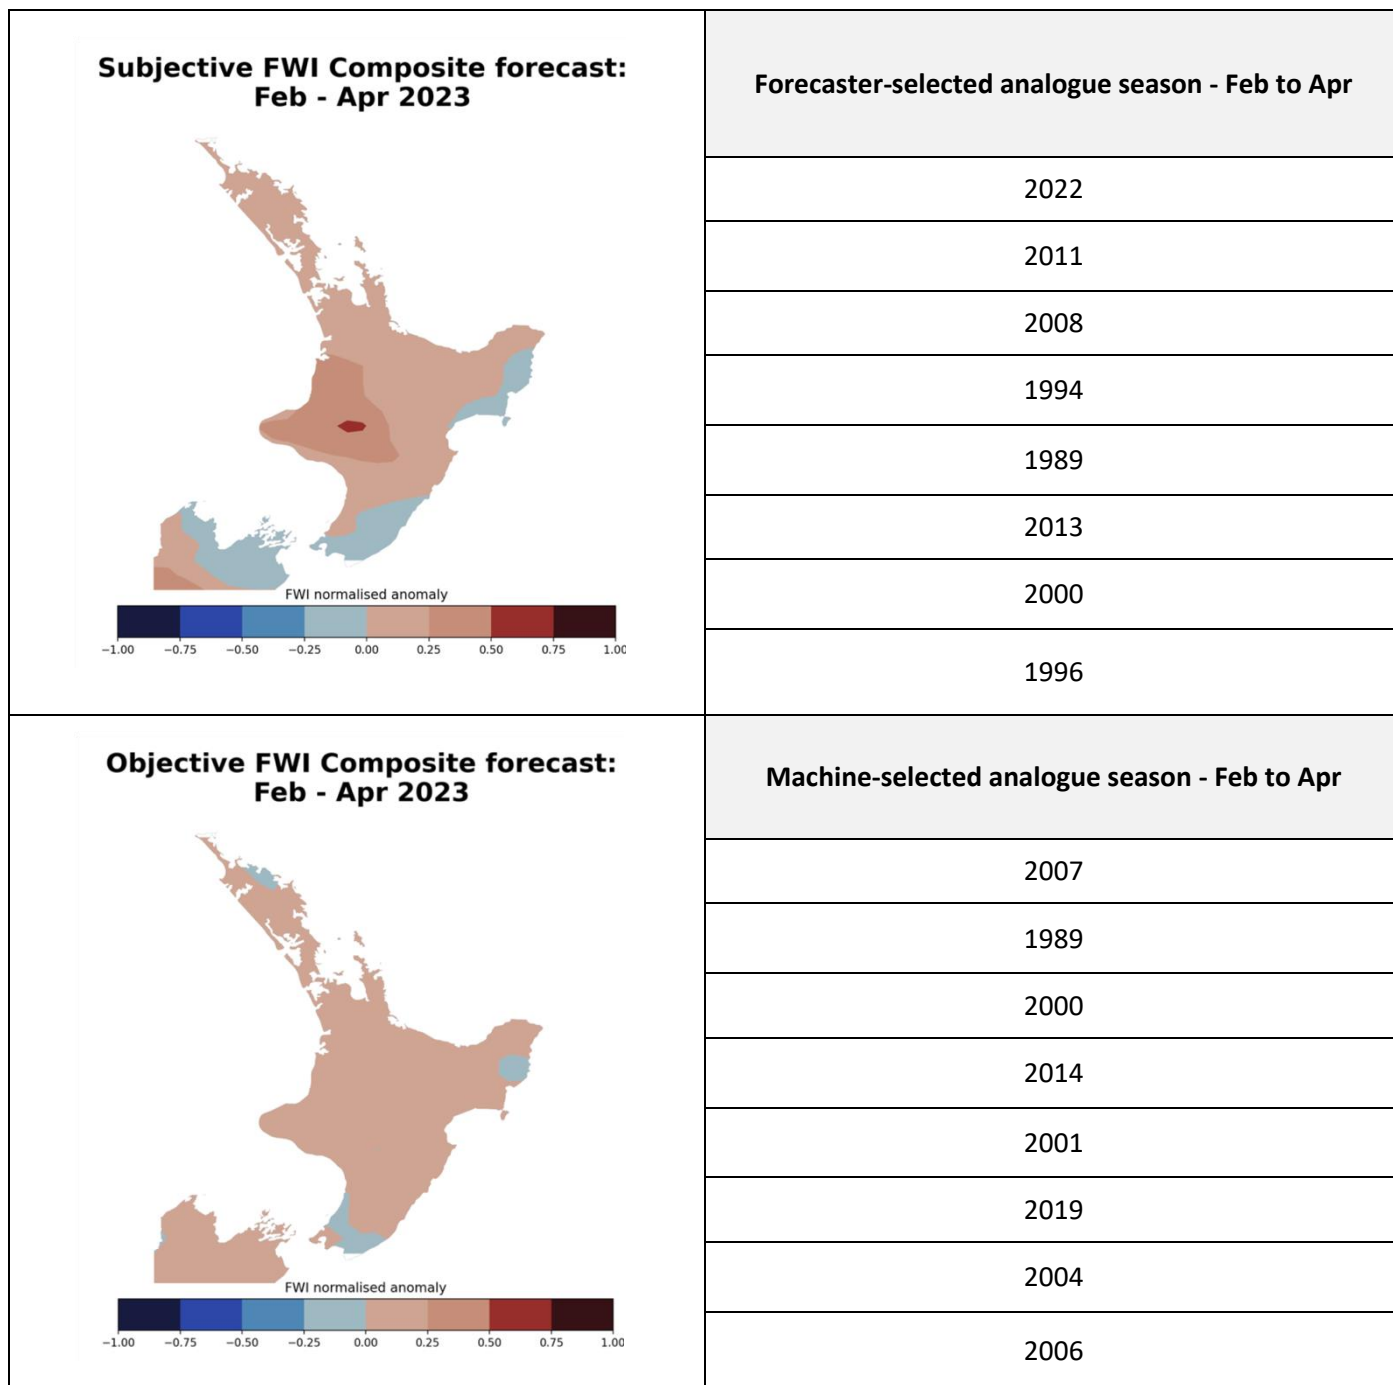 Subjective FWI Composite forecast:
Feb - Apr 2023
FWI normalised anomaly
−1.00 −0.75 −0.50 −0.25 0.00 0.25 0.50 0.75 1.00
Forecaster-selected analogue season - Feb to Apr
2022
2011
2008
1994
1989
2013
2000
1996
Objective FWI Composite forecast:
Feb - Apr 2023
FWI normalised anomaly
−1.00 −0.75 −0.50 −0.25 0.00 0.25 0.50 0.75 1.00
Machine-selected analogue season - Feb to Apr
2007
1989
2000
2014
2001
2019
2004
2006